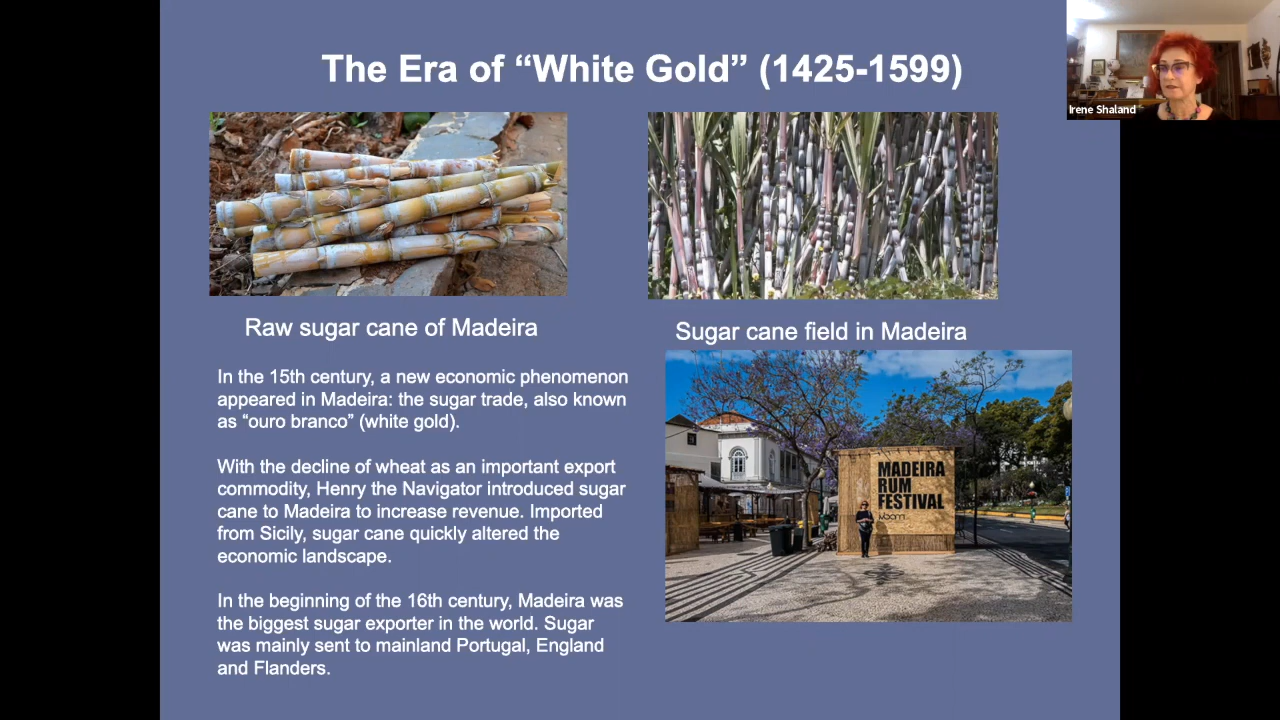 The Era of “White Gold” (1425-1599)
Irene Shaland
Raw sugar cane of Madeira
Sugar cane field in Madeira
In the 15th century, a new economic phenomenon
appeared in Madeira: the sugar trade, also known
as “ouro branco” (white gold).
With the decline of wheat as an important export
commodity, Henry the Navigator introduced sugar
cane to Madeira to increase revenue. Imported
from Sicily, sugar cane quickly altered the
economic landscape.
In the beginning of the 16th century, Madeira was
the biggest sugar exporter in the world. Sugar
was mainly sent to mainland Portugal, England
and Flanders.
MADEIRA
RUM
FESTIVAL